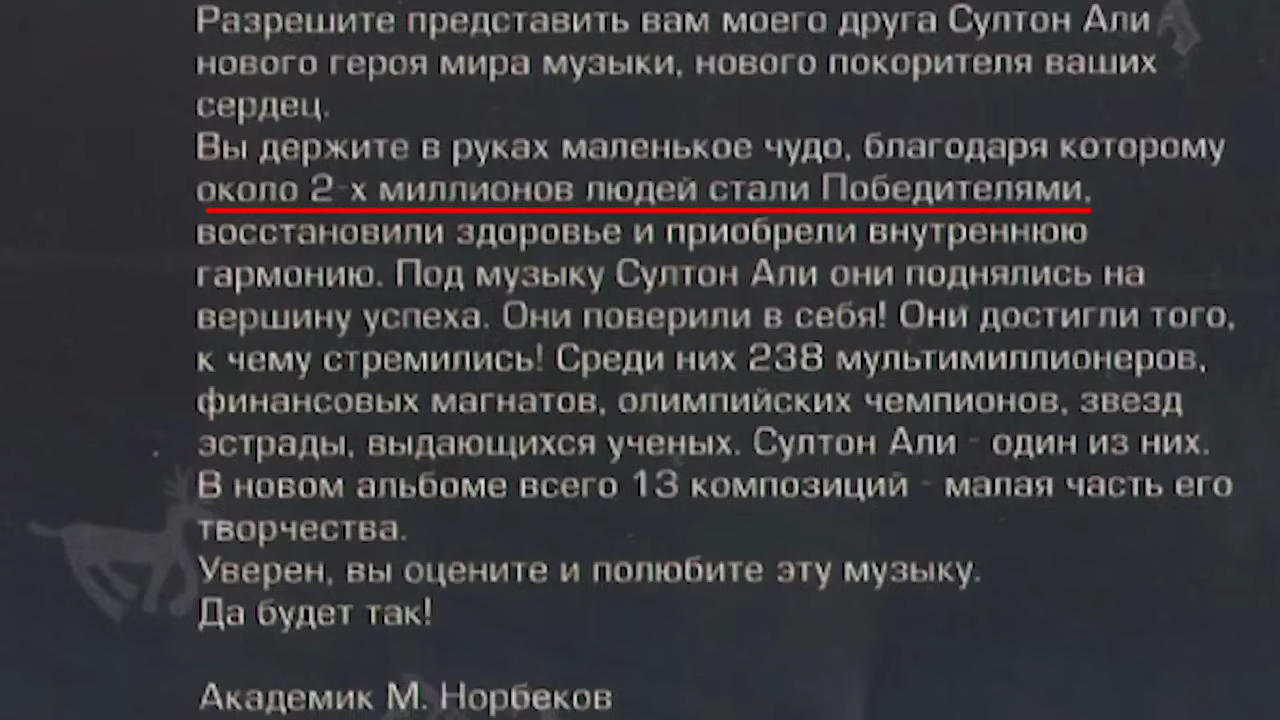 Разрешите представить вам моего друга Султон Али
нового героя мира музыки, нового покорителя ваших
сердец.
Вы держите в руках маленькое чудо, благодаря которому
около 2-х миллионов людей стали Победителями,
восстановили здоровье и приобрели внутреннюю
гармонию. Под музыку Султон Али они поднялись на
вершину успеха. Они поверили в себя! Они достигли того,
к чему стремились! Среди них 238 мультимиллионеров,
финансовых магнатов, олимпийских чемпионов, звезд
эстрады, выдающихся ученых. Султон Али - один из них.
В новом альбоме всего 13 композиций - малая часть его
творчества.
Уверен, вы оцените и полюбите эту музыку.
Да будет так!
Академик М. Норбеков